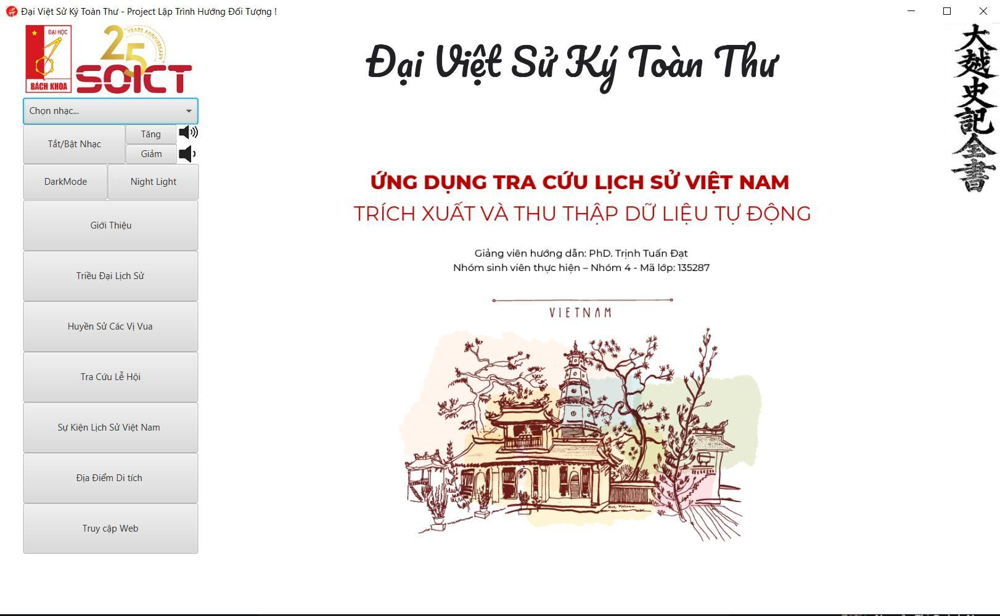 Đại Việt Sử Ký Toàn Thư - Project Lập Trình Hướng Đối Tượng !
ĐẠI HỌC
BÁCH KHOA
25
YEARS ANNIVERSARY
SOICT
Đại Việt Sử Ký Toàn Thư
大越史記全書
Chọn nhạc...
Tắt/Bật Nhạc
Tăng
Giảm
DarkMode
Night Light
Giới Thiệu
Triều Đại Lịch Sử
Huyền Sử Các Vị Vua
Tra Cứu Lễ Hội
Sự Kiện Lịch Sử Việt Nam
Địa Điểm Di tích
Truy cập Web
ỨNG DỤNG TRA CỨU LỊCH SỬ VIỆT NAM
TRÍCH XUẤT VÀ THU THẬP DỮ LIỆU TỰ ĐỘNG
Giảng viên hướng dẫn: PhD. Trịnh Tuấn Đạt
Nhóm sinh viên thực hiện – Nhóm 4 - Mã lớp: 135287
VIETNAM